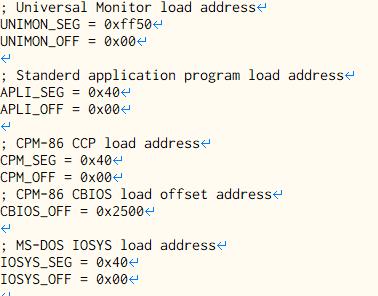 ; Universal Monitor load address↵
UNIMON_SEG = 0xff50↵
UNIMON_OFF = 0x00↵
↵
; Standerd application program load address↵
APLI_SEG = 0x40↵
APLI_OFF = 0x00↵
↵
; CPM-86 CCP load address↵
CPM_SEG = 0x40↵
CPM_OFF = 0x00↵
; CPM-86 CBIOS load offset address↵
CBIOS_OFF = 0x2500↵
↵
; MS-DOS IOSYS load address↵
IOSYS_SEG = 0x40↵
IOSYS_OFF = 0x00↵